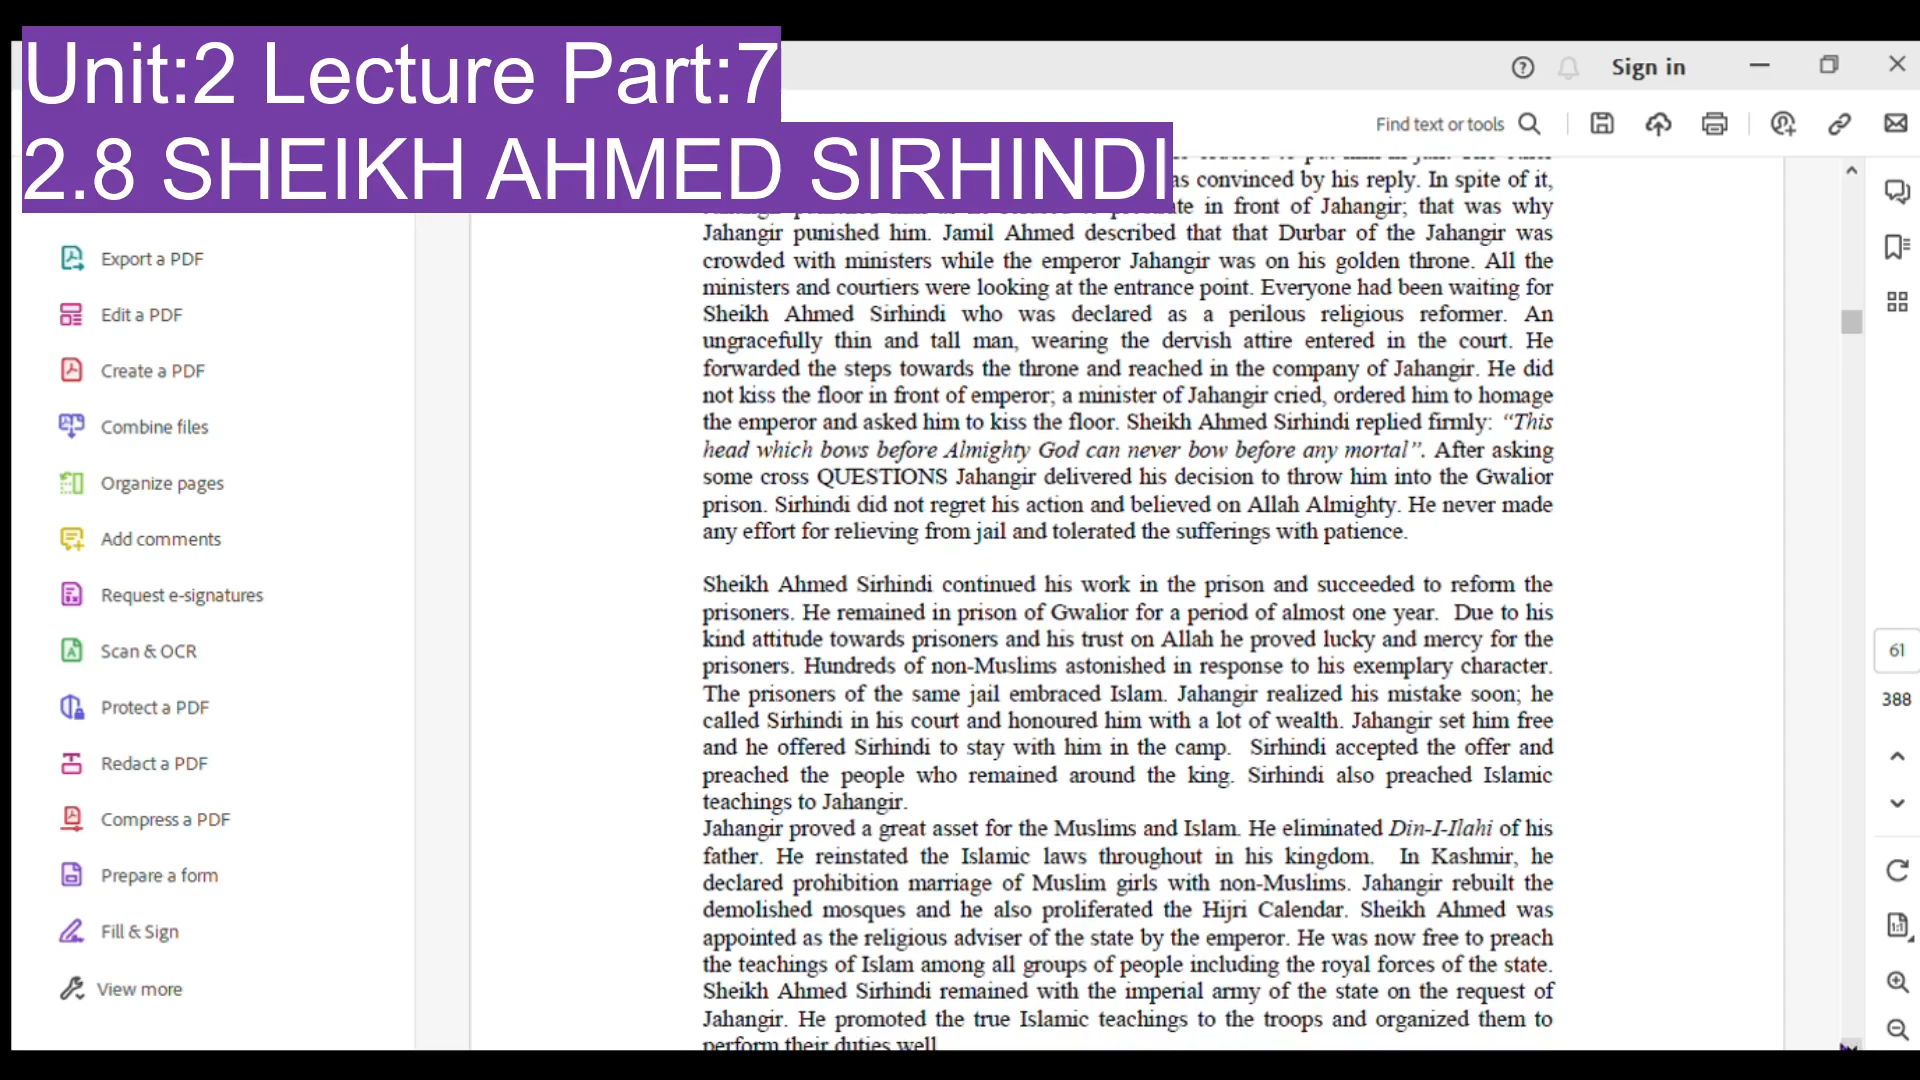 Unit:2 Lecture Part:7
2.8 SHEIKH AHMED SIRHINDI
Sign in
Find text or tools
Export a PDF
Edit a PDF
Create a PDF
Combine files
Organize pages
Add comments
Request e-signatures
Scan & OCR
Protect a PDF
Redact a PDF
Compress a PDF
Prepare a form
Fill & Sign
View more
as convinced by his reply. In spite of it,
in front of Jahangir; that was why
Jahangir punished him. Jamil Ahmed described that that Durbar of the Jahangir was
crowded with ministers while the emperor Jahangir was on his golden throne. All the
ministers and courtiers were looking at the entrance point. Everyone had been waiting for
Sheikh Ahmed Sirhindi who was declared as a perilous religious reformer. An
ungracefully thin and tall man, wearing the dervish attire entered in the court. He
forwarded the steps towards the throne and reached in the company of Jahangir. He did
not kiss the floor in front of emperor; a minister of Jahangir cried, ordered him to homage
the emperor and asked him to kiss the floor. Sheikh Ahmed Sirhindi replied firmly: “This
head which bows before Almighty God can never bow before any mortal”. After asking
some cross QUESTIONS Jahangir delivered his decision to throw him into the Gwalior
prison. Sirhindi did not regret his action and believed on Allah Almighty. He never made
any effort for relieving from jail and tolerated the sufferings with patience.
Sheikh Ahmed Sirhindi continued his work in the prison and succeeded to reform the
prisoners. He remained in prison of Gwalior for a period of almost one year. Due to his
kind attitude towards prisoners and his trust on Allah he proved lucky and mercy for the
prisoners. Hundreds of non-Muslims astonished in response to his exemplary character.
The prisoners of the same jail embraced Islam. Jahangir realized his mistake soon; he
called Sirhindi in his court and honoured him with a lot of wealth. Jahangir set him free
and he offered Sirhindi to stay with him in the camp. Sirhindi accepted the offer and
preached the people who remained around the king. Sirhindi also preached Islamic
teachings to Jahangir.
Jahangir proved a great asset for the Muslims and Islam. He eliminated Din-I-Ilahi of his
father. He reinstated the Islamic laws throughout in his kingdom. In Kashmir, he
declared prohibition marriage of Muslim girls with non-Muslims. Jahangir rebuilt the
demolished mosques and he also proliferated the Hijri Calendar. Sheikh Ahmed was
appointed as the religious adviser of the state by the emperor. He was now free to preach
the teachings of Islam among all groups of people including the royal forces of the state.
Sheikh Ahmed Sirhindi remained with the imperial army of the state on the request of
Jahangir. He promoted the true Islamic teachings to the troops and organized them to
perform their duties well
61
388